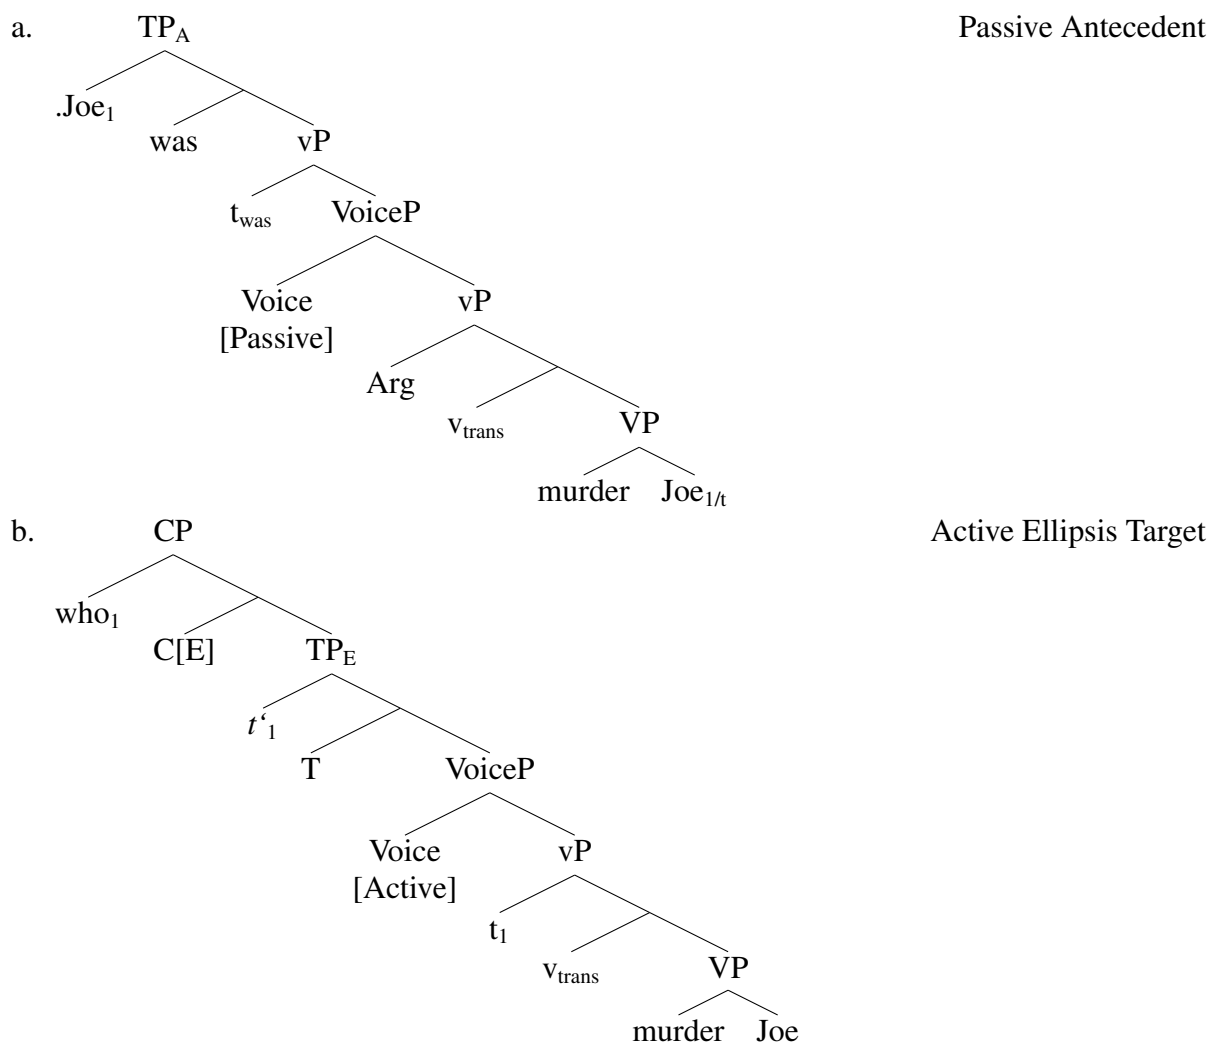 a. TP_A Passive Antecedent
.Joe_1
was vP
t_was VoiceP
Voice vP
[Passive]
Arg
v_trans VP
murder Joe_1/t
b. CP Active Ellipsis Target
who_1
C[E] TP_E
t‘_1
T VoiceP
Voice vP
[Active]
t_1
v_trans VP
murder Joe